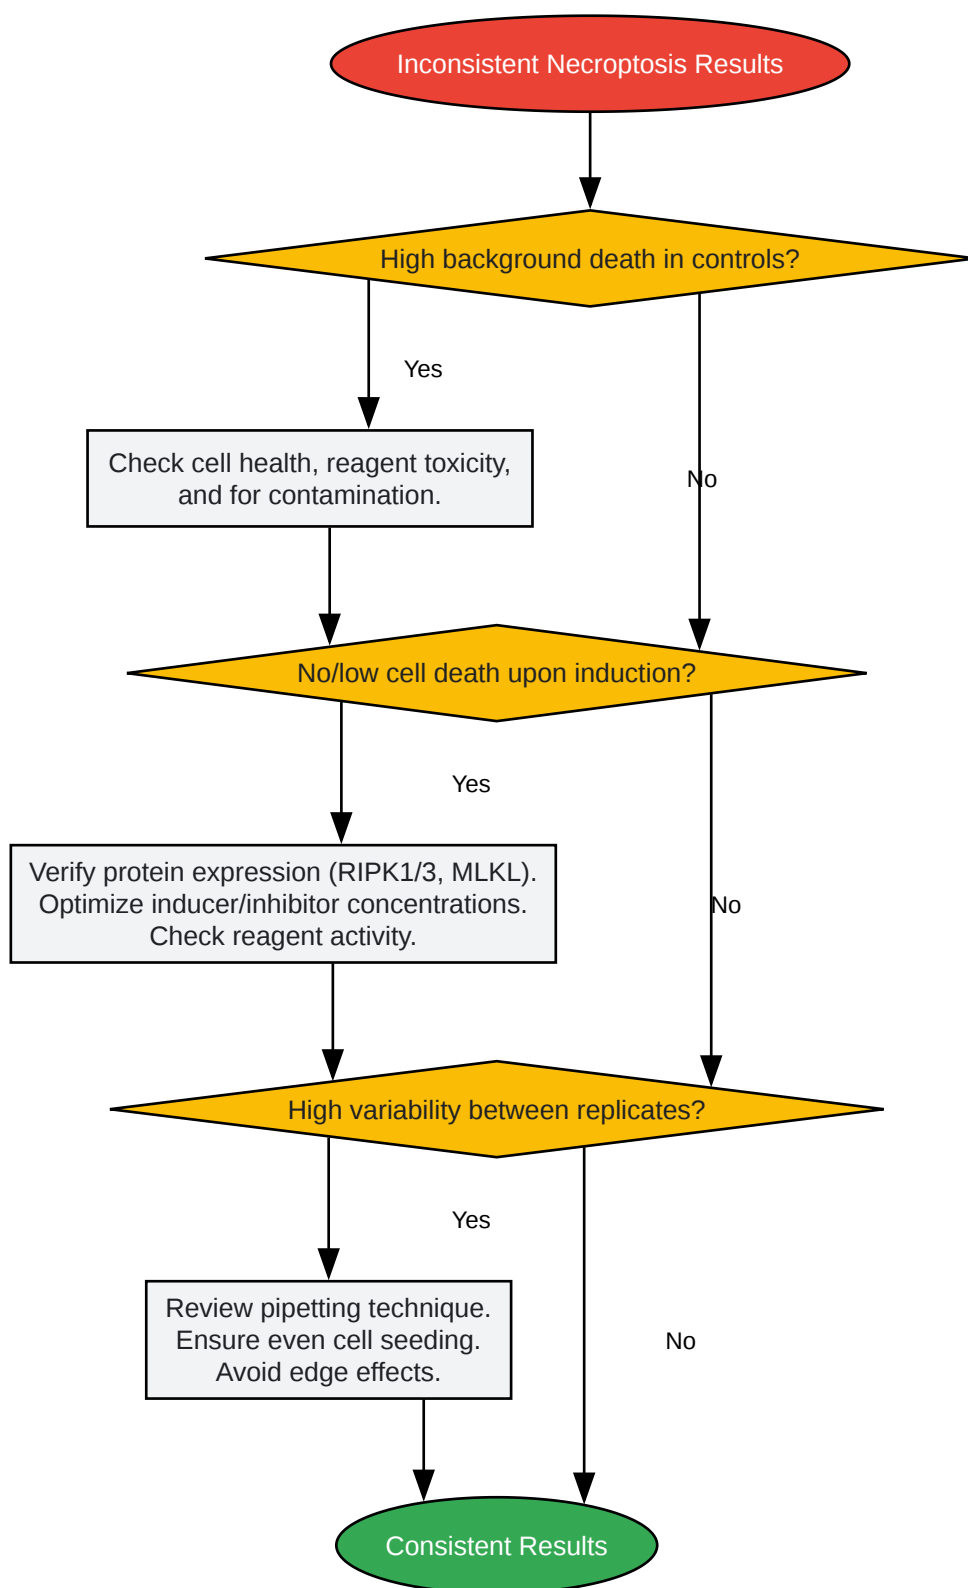 Inconsistent Necroptosis Results
High background death in controls?
Yes
Check cell health, reagent toxicity,
and for contamination.
No
No/low cell death upon induction?
Yes
Verify protein expression (RIPK1/3, MLKL).
Optimize inducer/inhibitor concentrations.
Check reagent activity.
No
High variability between replicates?
Yes
Review pipetting technique.
Ensure even cell seeding.
Avoid edge effects.
No
Consistent Results